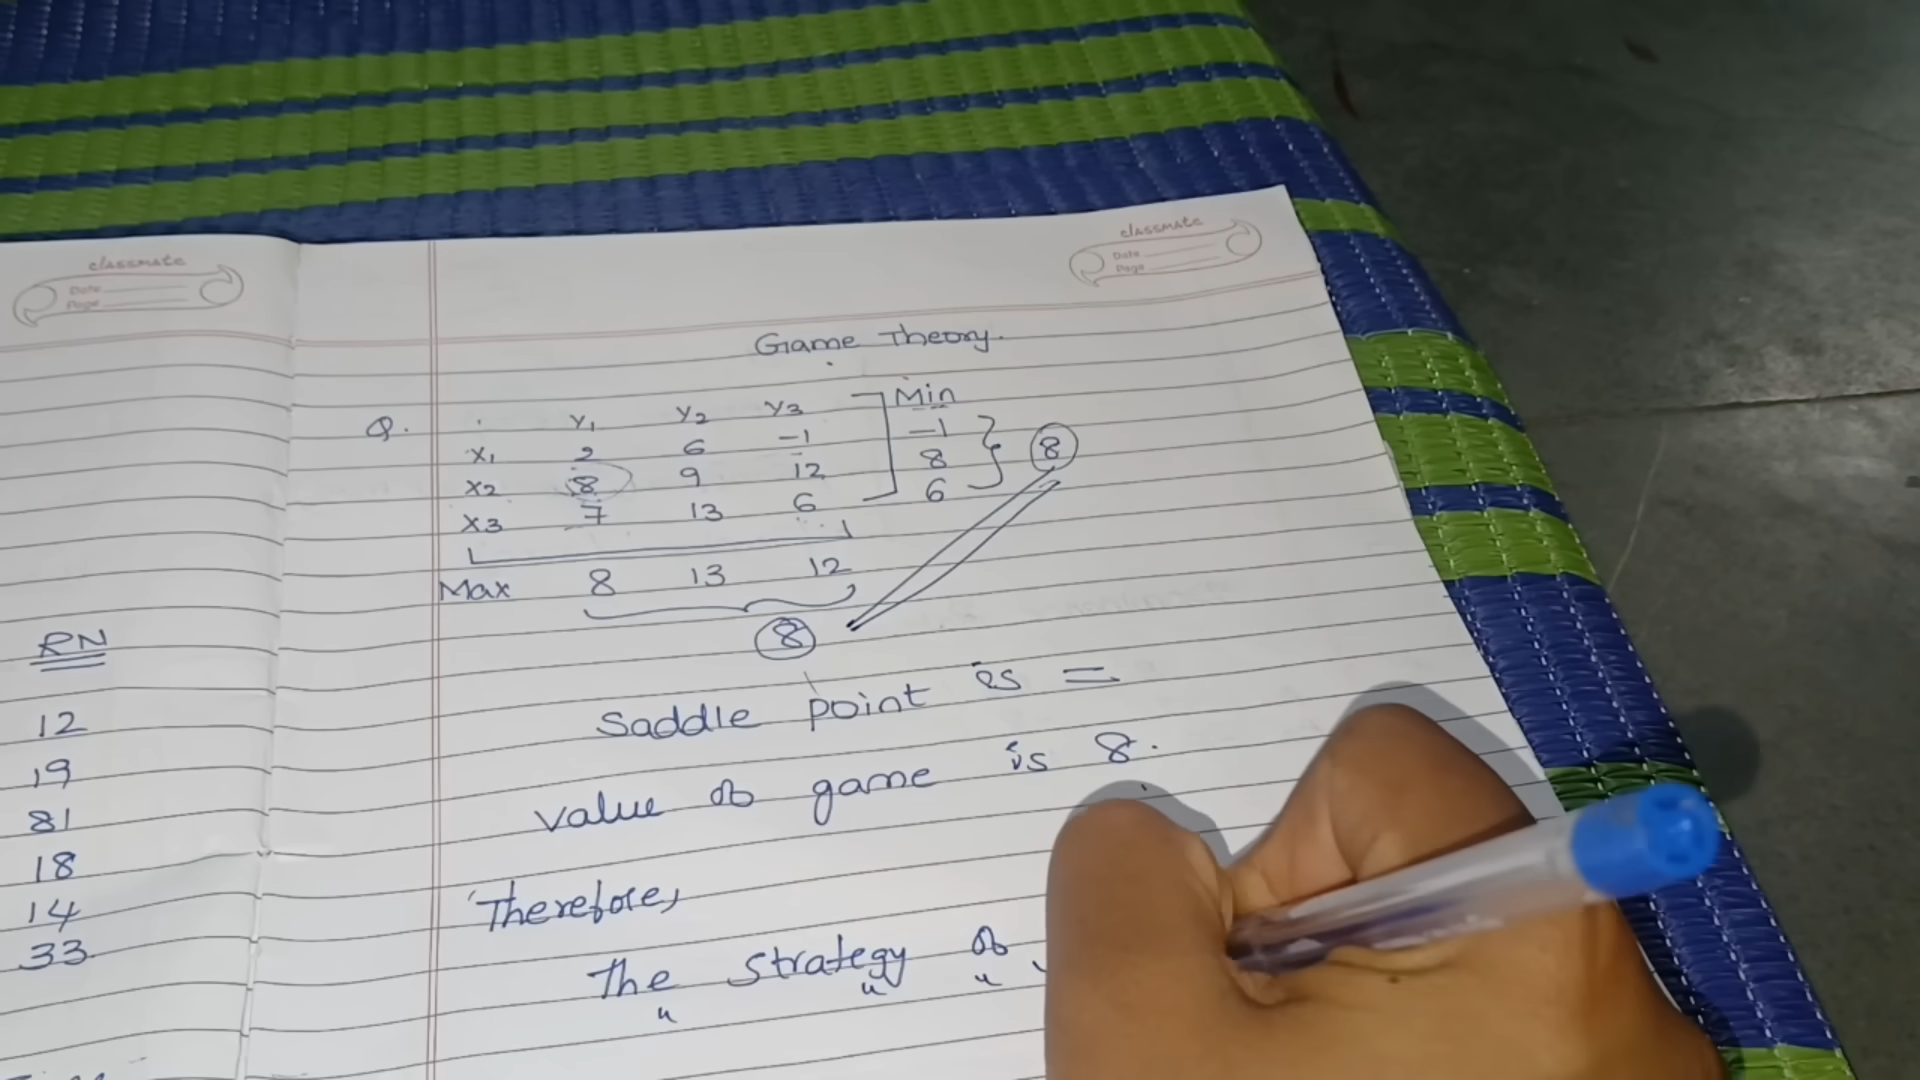 classmate
Date
Page
RN
12
19
81
18
14
33
classmate
Date
Page
Game Theory.
Q. Y1 Y2 Y3 Min
X1 2 6 -1 -1
X2 8 9 12 8 8
X3 7 13 6 6
Max 8 13 12
8
Saddle point is =
value of game is 8.
Therefore,
The strategy of
" " "